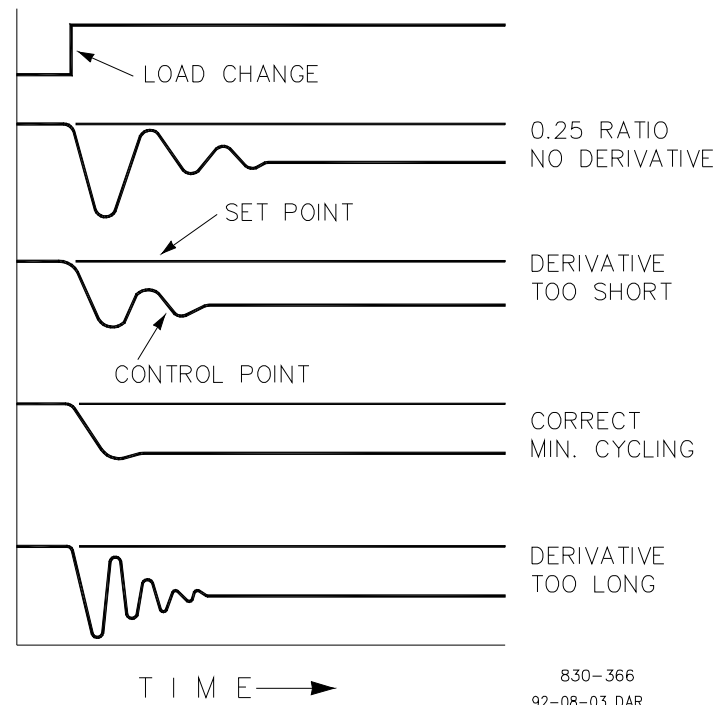 LOAD CHANGE
0.25 RATIO
NO DERIVATIVE
SET POINT
DERIVATIVE
TOO SHORT
CONTROL POINT
CORRECT
MIN. CYCLING
DERIVATIVE
TOO LONG
TIME
830-366
92-08-03 DAR